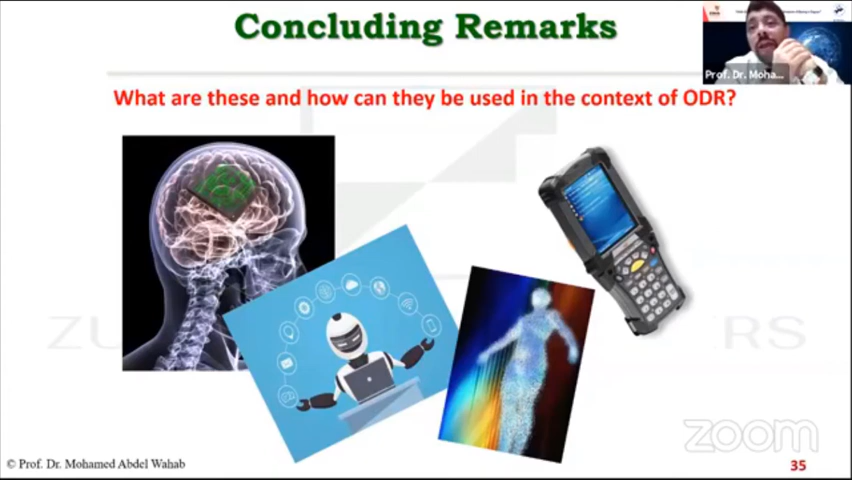 Concluding Remarks
Prof. Dr. Moha...
What are these and how can they be used in the context of ODR?
zoom
© Prof. Dr. Mohamed Abdel Wahab
35